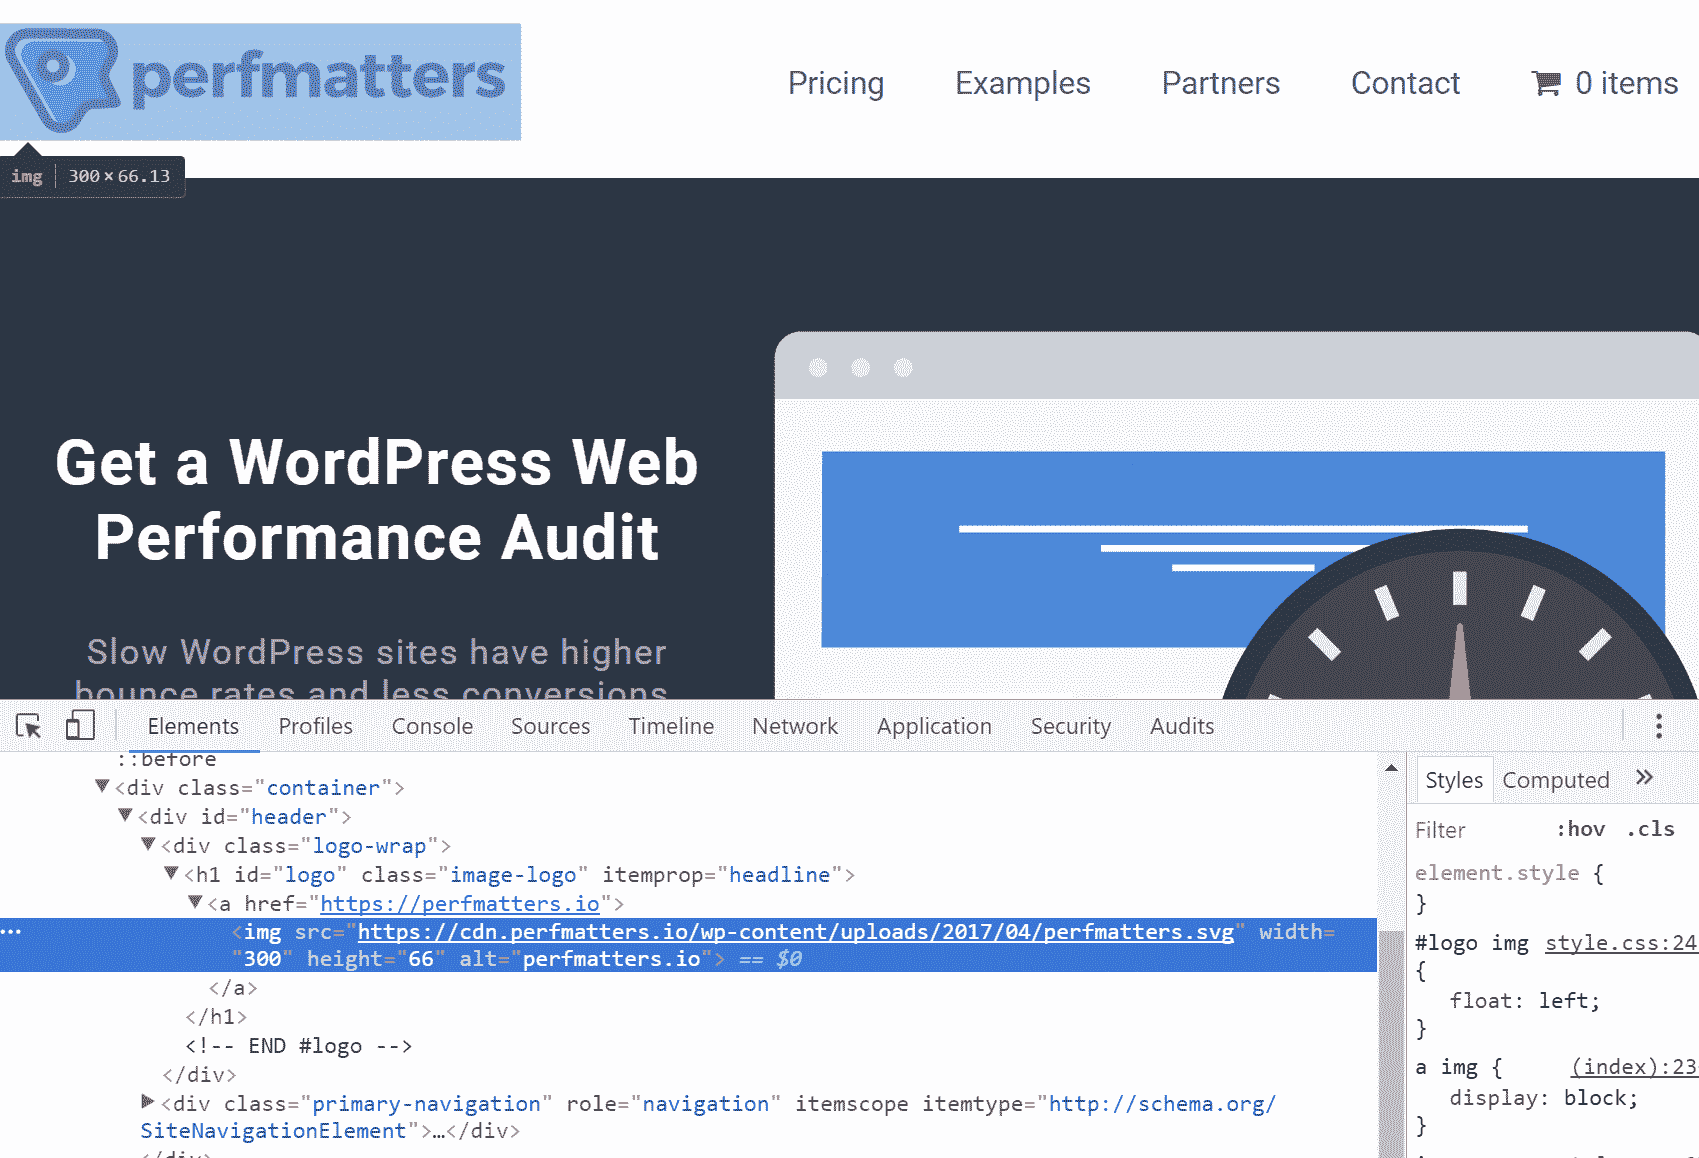 perfmatters
Pricing Examples Partners Contact 0 items
img 300 × 66.13
Get a WordPress Web
Performance Audit
Slow WordPress sites have higher
bounce rates and less conversions.
Elements Profiles Console Sources Timeline Network Application Security Audits
::before
<div class="container">
<div id="header">
<div class="logo-wrap">
<h1 id="logo" class="image-logo" itemprop="headline">
<a href="https://perfmatters.io">
<img src="https://cdn.perfmatters.io/wp-content/uploads/2017/04/perfmatters.svg" width=
"300" height="66" alt="perfmatters.io"> == $0
</a>
</h1>
<!-- END #logo -->
</div>
<div class="primary-navigation" role="navigation" itemscope itemtype="http://schema.org/
SiteNavigationElement">…</div>
</div>
Styles Computed »
Filter :hov .cls
element.style {
}
#logo img style.css:24
{
float: left;
}
a img { (index):23
display: block;
}